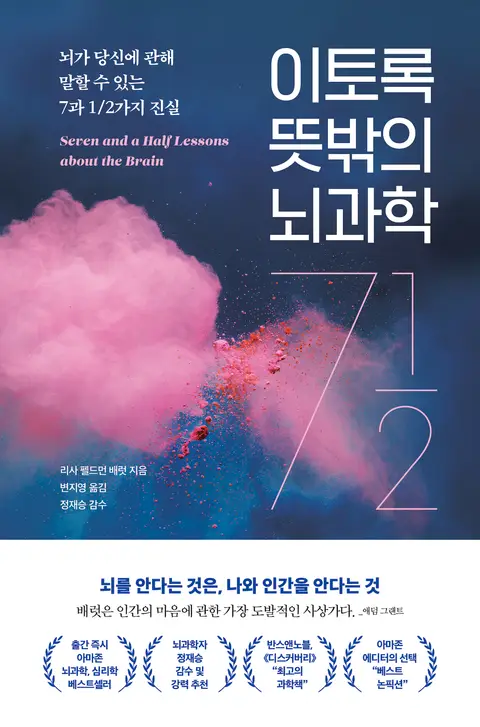 뇌가 당신에 관해
말할 수 있는
7과 1/2가지 진실
Seven and a Half Lessons
about the Brain
이토록
뜻밖의
뇌과학
7 1/2
리사 펠드먼 배럿 지음
변지영 옮김
정재승 감수
뇌를 안다는 것은, 나와 인간을 안다는 것
배럿은 인간의 마음에 관한 가장 도발적인 사상가다. _애덤 그랜트
출간 즉시
아마존
뇌과학, 심리학
베스트셀러
뇌과학자
정재승
감수 및
강력 추천
반스앤노블,
《디스커버리》
“최고의
과학책”
아마존
에디터의 선택
“베스트
논픽션”